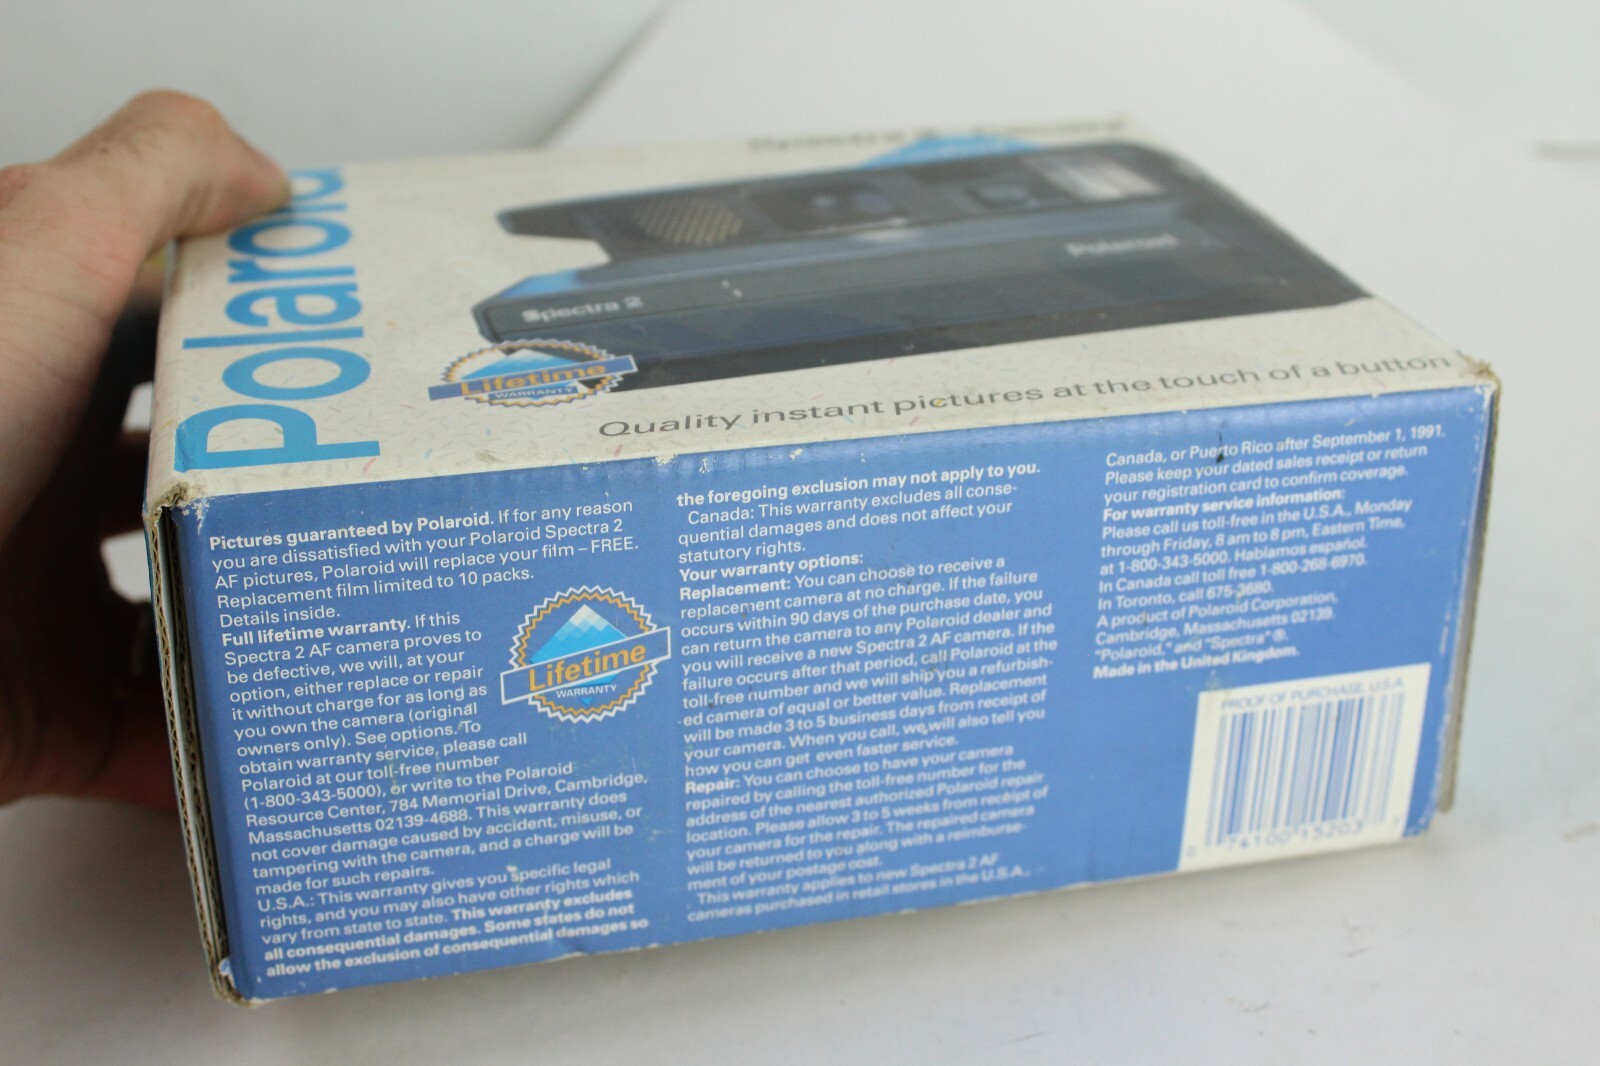 Polaroid
Spectra 2
Polaroid
Lifetime
WARRANTY
Quality instant pictures at the touch of a button
Pictures guaranteed by Polaroid. If for any reason
you are dissatisfied with your Polaroid Spectra 2
AF pictures, Polaroid will replace your film – FREE.
Replacement film limited to 10 packs.
Details inside.
Full lifetime warranty. If this
Spectra 2 AF camera proves to
be defective, we will, at your
option, either replace or repair
it without charge for as long as
you own the camera (original
owners only). See options. To
obtain warranty service, please call
Polaroid at our toll-free number
(1-800-343-5000), or write to the Polaroid
Resource Center, 784 Memorial Drive, Cambridge,
Massachusetts 02139-4688. This warranty does
not cover damage caused by accident, misuse, or
tampering with the camera, and a charge will be
made for such repairs.
U.S.A.: This warranty gives you specific legal
rights, and you may also have other rights which
vary from state to state. This warranty excludes
all consequential damages. Some states do not
allow the exclusion of consequential damages so
Lifetime
WARRANTY
the foregoing exclusion may not apply to you.
Canada: This warranty excludes all conse-
quential damages and does not affect your
statutory rights.
Your warranty options:
Replacement: You can choose to receive a
replacement camera at no charge. If the failure
occurs within 90 days of the purchase date, you
can return the camera to any Polaroid dealer and
you will receive a new Spectra 2 AF camera. If the
failure occurs after that period, call Polaroid at the
toll-free number and we will ship you a refurbish-
ed camera of equal or better value. Replacement
will be made 3 to 5 business days from receipt of
your camera. When you call, we will also tell you
how you can get even faster service.
Repair: You can choose to have your camera
repaired by calling the toll-free number for the
address of the nearest authorized Polaroid repair
location. Please allow 3 to 5 weeks from receipt of
your camera for the repair. The repaired camera
will be returned to you along with a reimburse-
ment of your postage cost.
This warranty applies to new Spectra 2 AF
cameras purchased in retail stores in the U.S.A.,
Canada, or Puerto Rico after September 1, 1991.
Please keep your dated sales receipt or return
your registration card to confirm coverage.
For warranty service information:
Please call us toll-free in the U.S.A., Monday
through Friday, 8 am to 8 pm, Eastern Time,
at 1-800-343-5000. Hablamos español.
In Canada call toll free 1-800-268-6970.
In Toronto, call 675-3680.
A product of Polaroid Corporation,
Cambridge, Massachusetts 02139.
"Polaroid," and "Spectra" ®.
Made in the United Kingdom.
PROOF OF PURCHASE, U.S.A.
0 74100 15203 7